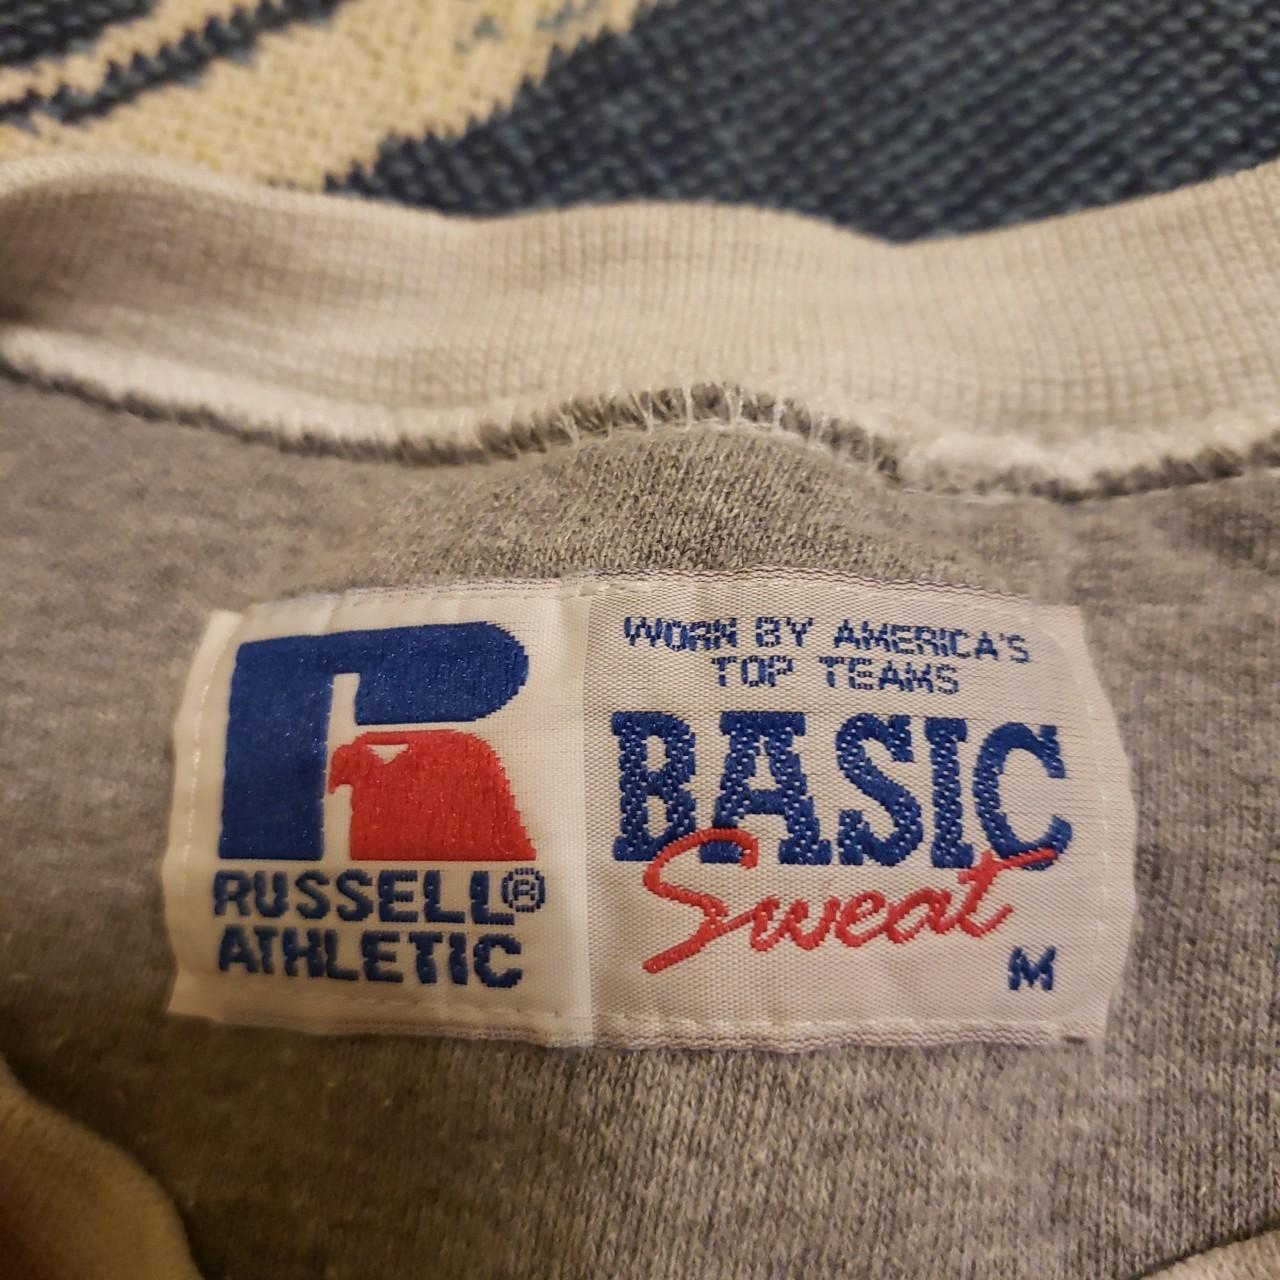 RUSSELL®
ATHLETIC
WORN BY AMERICA'S
TOP TEAMS
BASIC
Sweat
M